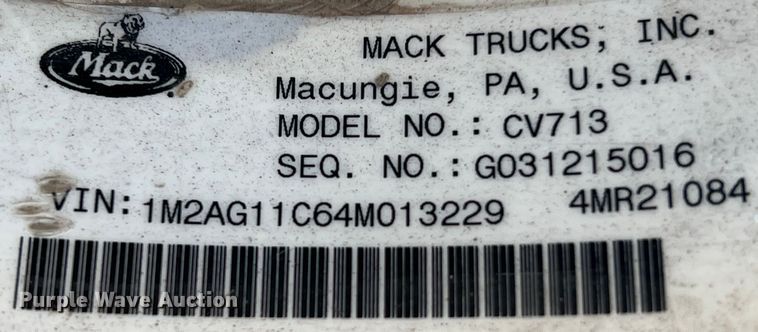 Mack
MACK TRUCKS, INC.
Macungie, PA, U.S.A.
MODEL NO.: CV713
SEQ. NO.: G031215016
VIN: 1M2AG11C64M013229 4MR21084
Purple Wave Auction